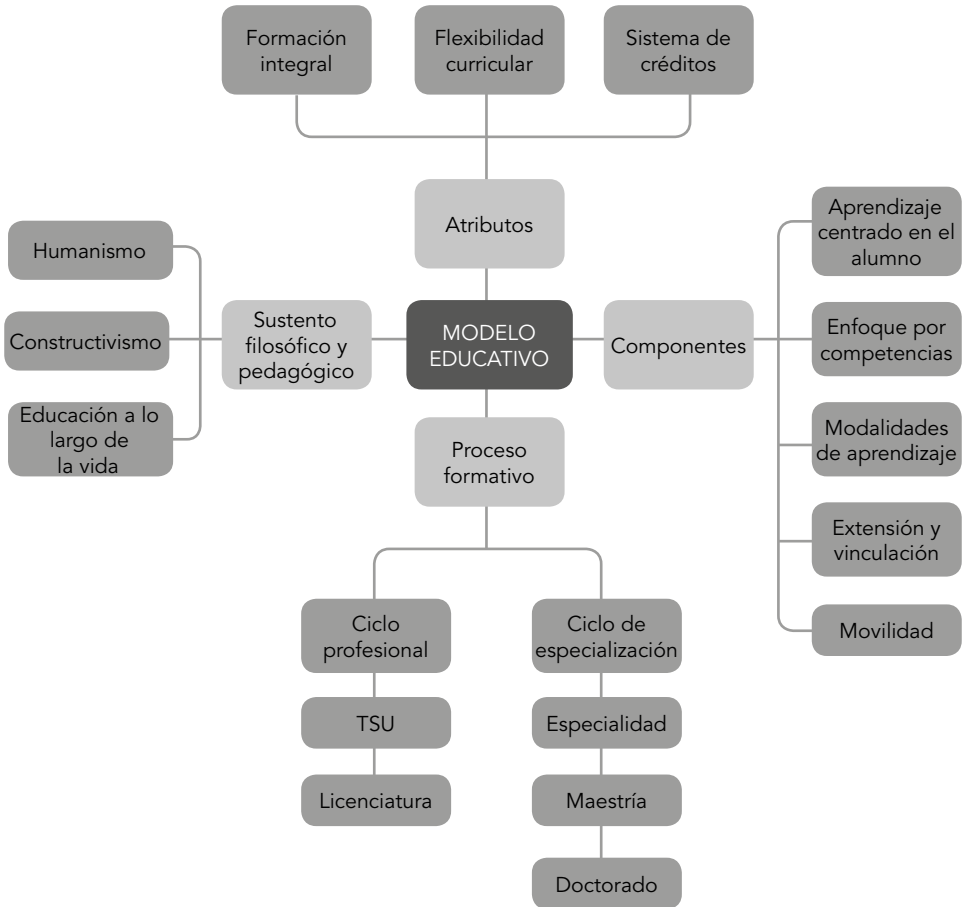 Formación
integral
Flexibilidad
curricular
Sistema de
créditos
Atributos
Humanismo
Constructivismo
Educación a lo
largo de
la vida
Sustento
filosófico y
pedagógico
MODELO
EDUCATIVO
Componentes
Aprendizaje
centrado en el
alumno
Enfoque por
competencias
Modalidades
de aprendizaje
Extensión y
vinculación
Movilidad
Proceso
formativo
Ciclo
profesional
TSU
Licenciatura
Ciclo de
especialización
Especialidad
Maestría
Doctorado